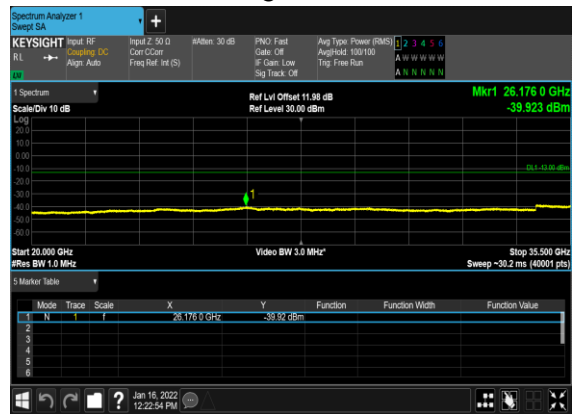 Spectrum Analyzer 1
Swept SA
KEYSIGHT Input: RF Input Z: 50 Ω #Atten: 30 dB PNO: Fast Avg Type: Power (RMS) 1 2 3 4 5 6
RL Coupling: DC Corr CCorr Gate: Off Avg|Hold: 100/100 A W W W W W
Align: Auto Freq Ref: Int (S) IF Gain: Low Trig: Free Run
Sig Track: Off A N N N N N
1 Spectrum Ref Lvl Offset 11.98 dB Mkr1 26.176 0 GHz
Scale/Div 10 dB Ref Level 30.00 dBm -39.923 dBm
Log
20.0
10.0
0.00
-10.0 DL1 -13.00 dBm
-20.0
-30.0 1
-40.0
-50.0
-60.0
Start 20.000 GHz Video BW 3.0 MHz* Stop 35.500 GHz
#Res BW 1.0 MHz Sweep ~30.2 ms (40001 pts)
5 Marker Table
Mode Trace Scale X Y Function Function Width Function Value
1 N 1 f 26.176 0 GHz -39.92 dBm
2
3
4
5
6
? Jan 16, 2022
12:22:54 PM